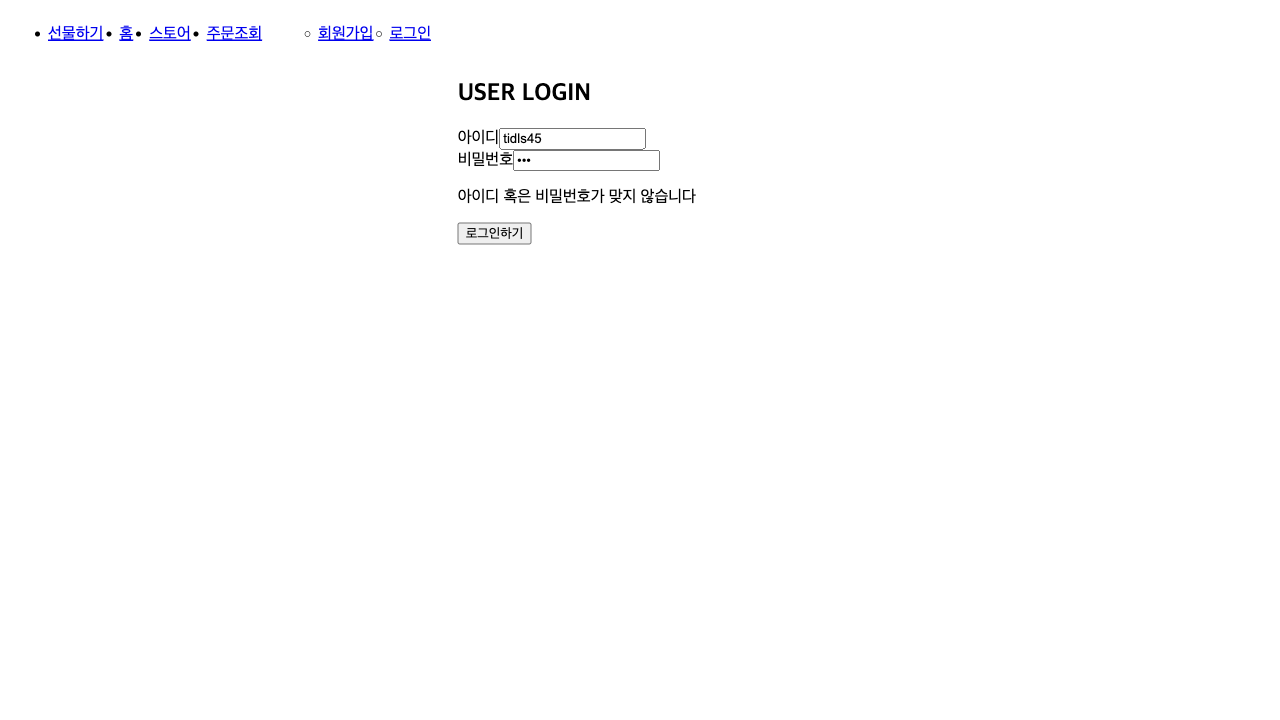 선물하기 홈 스토어 주문조회 회원가입 로그인
USER LOGIN
아이디 tidls45
비밀번호 •••
아이디 혹은 비밀번호가 맞지 않습니다
로그인하기